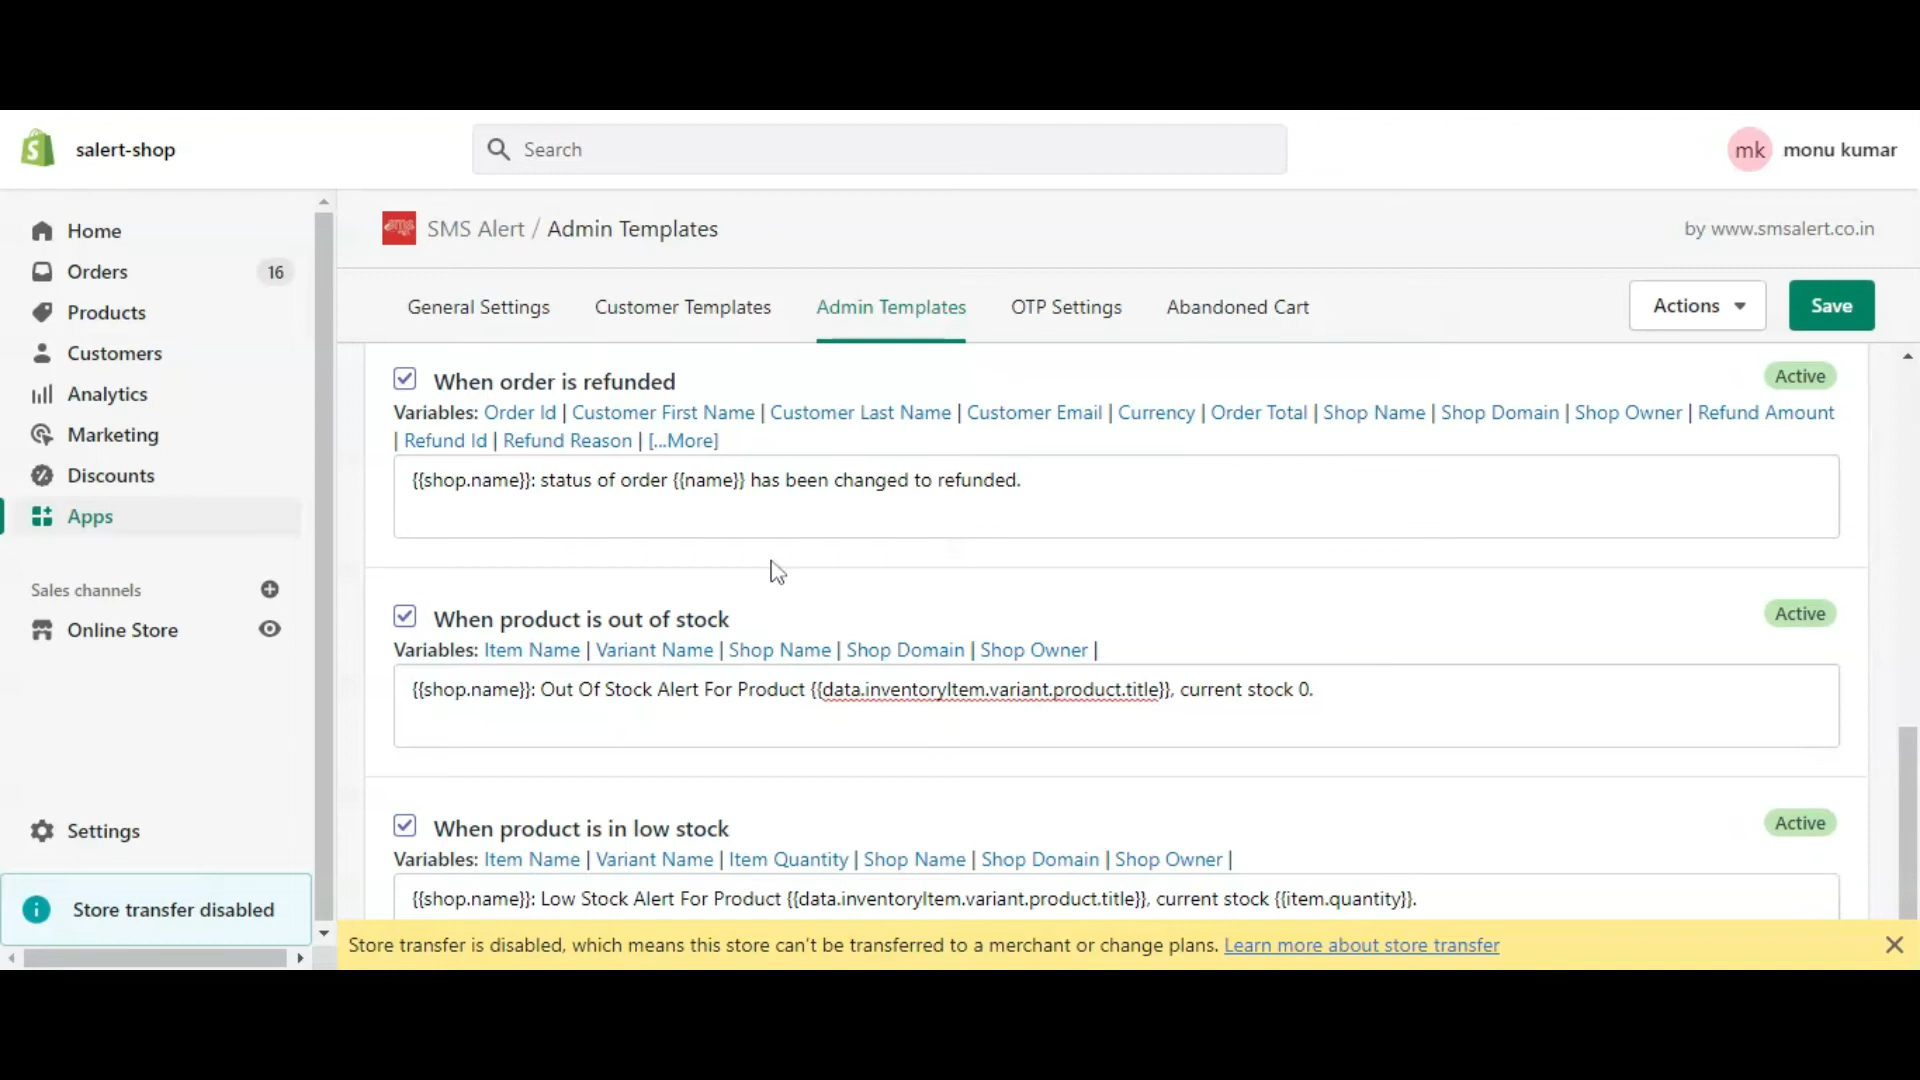 salert-shop
Search
mk monu kumar
Home
Orders 16
Products
Customers
Analytics
Marketing
Discounts
Apps
Sales channels
Online Store
Settings
Store transfer disabled
SMS Alert / Admin Templates
by www.smsalert.co.in
General Settings Customer Templates Admin Templates OTP Settings Abandoned Cart
Actions Save
When order is refunded Active
Variables: Order Id | Customer First Name | Customer Last Name | Customer Email | Currency | Order Total | Shop Name | Shop Domain | Shop Owner | Refund Amount
| Refund Id | Refund Reason | [...More]
{{shop.name}}: status of order {{name}} has been changed to refunded.
When product is out of stock Active
Variables: Item Name | Variant Name | Shop Name | Shop Domain | Shop Owner |
{{shop.name}}: Out Of Stock Alert For Product {{data.inventoryItem.variant.product.title}}, current stock 0.
When product is in low stock Active
Variables: Item Name | Variant Name | Item Quantity | Shop Name | Shop Domain | Shop Owner |
{{shop.name}}: Low Stock Alert For Product {{data.inventoryItem.variant.product.title}}, current stock {{item.quantity}}.
Store transfer is disabled, which means this store can't be transferred to a merchant or change plans. Learn more about store transfer